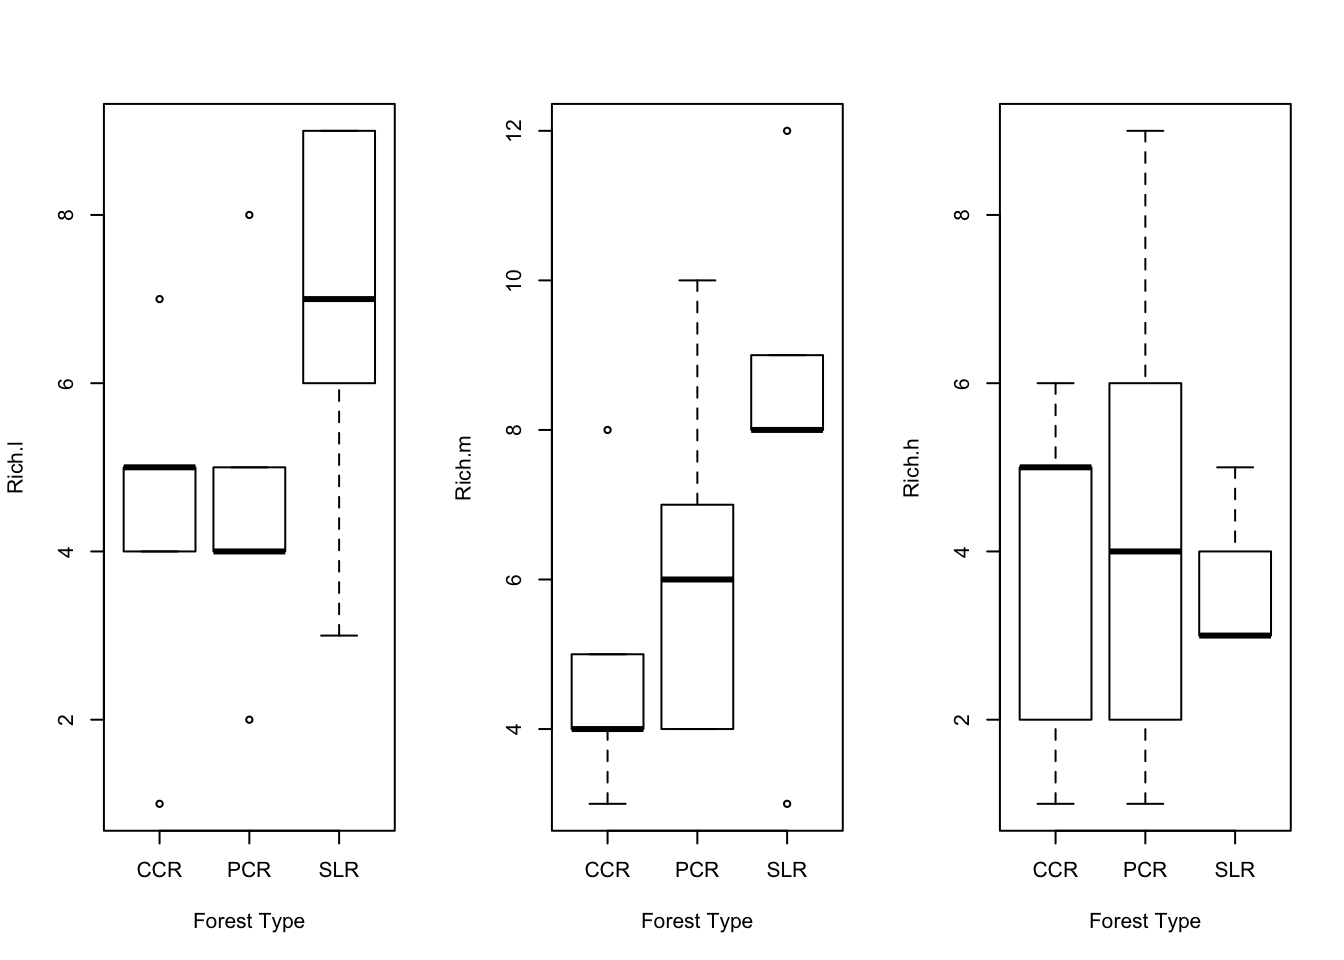 Rich.l
8
6
4
2
CCR PCR SLR
Forest Type
Rich.m
12
10
8
6
4
CCR PCR SLR
Forest Type
Rich.h
8
6
4
2
CCR PCR SLR
Forest Type